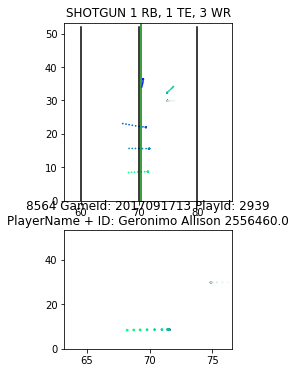 SHOTGUN 1 RB, 1 TE, 3 WR
50
40
30
20
10
0
60 70 80
8564 GameId: 2017091713 PlayId: 2939
PlayerName + ID: Geronimo Allison 2556460.0
40
20
0
65 70 75